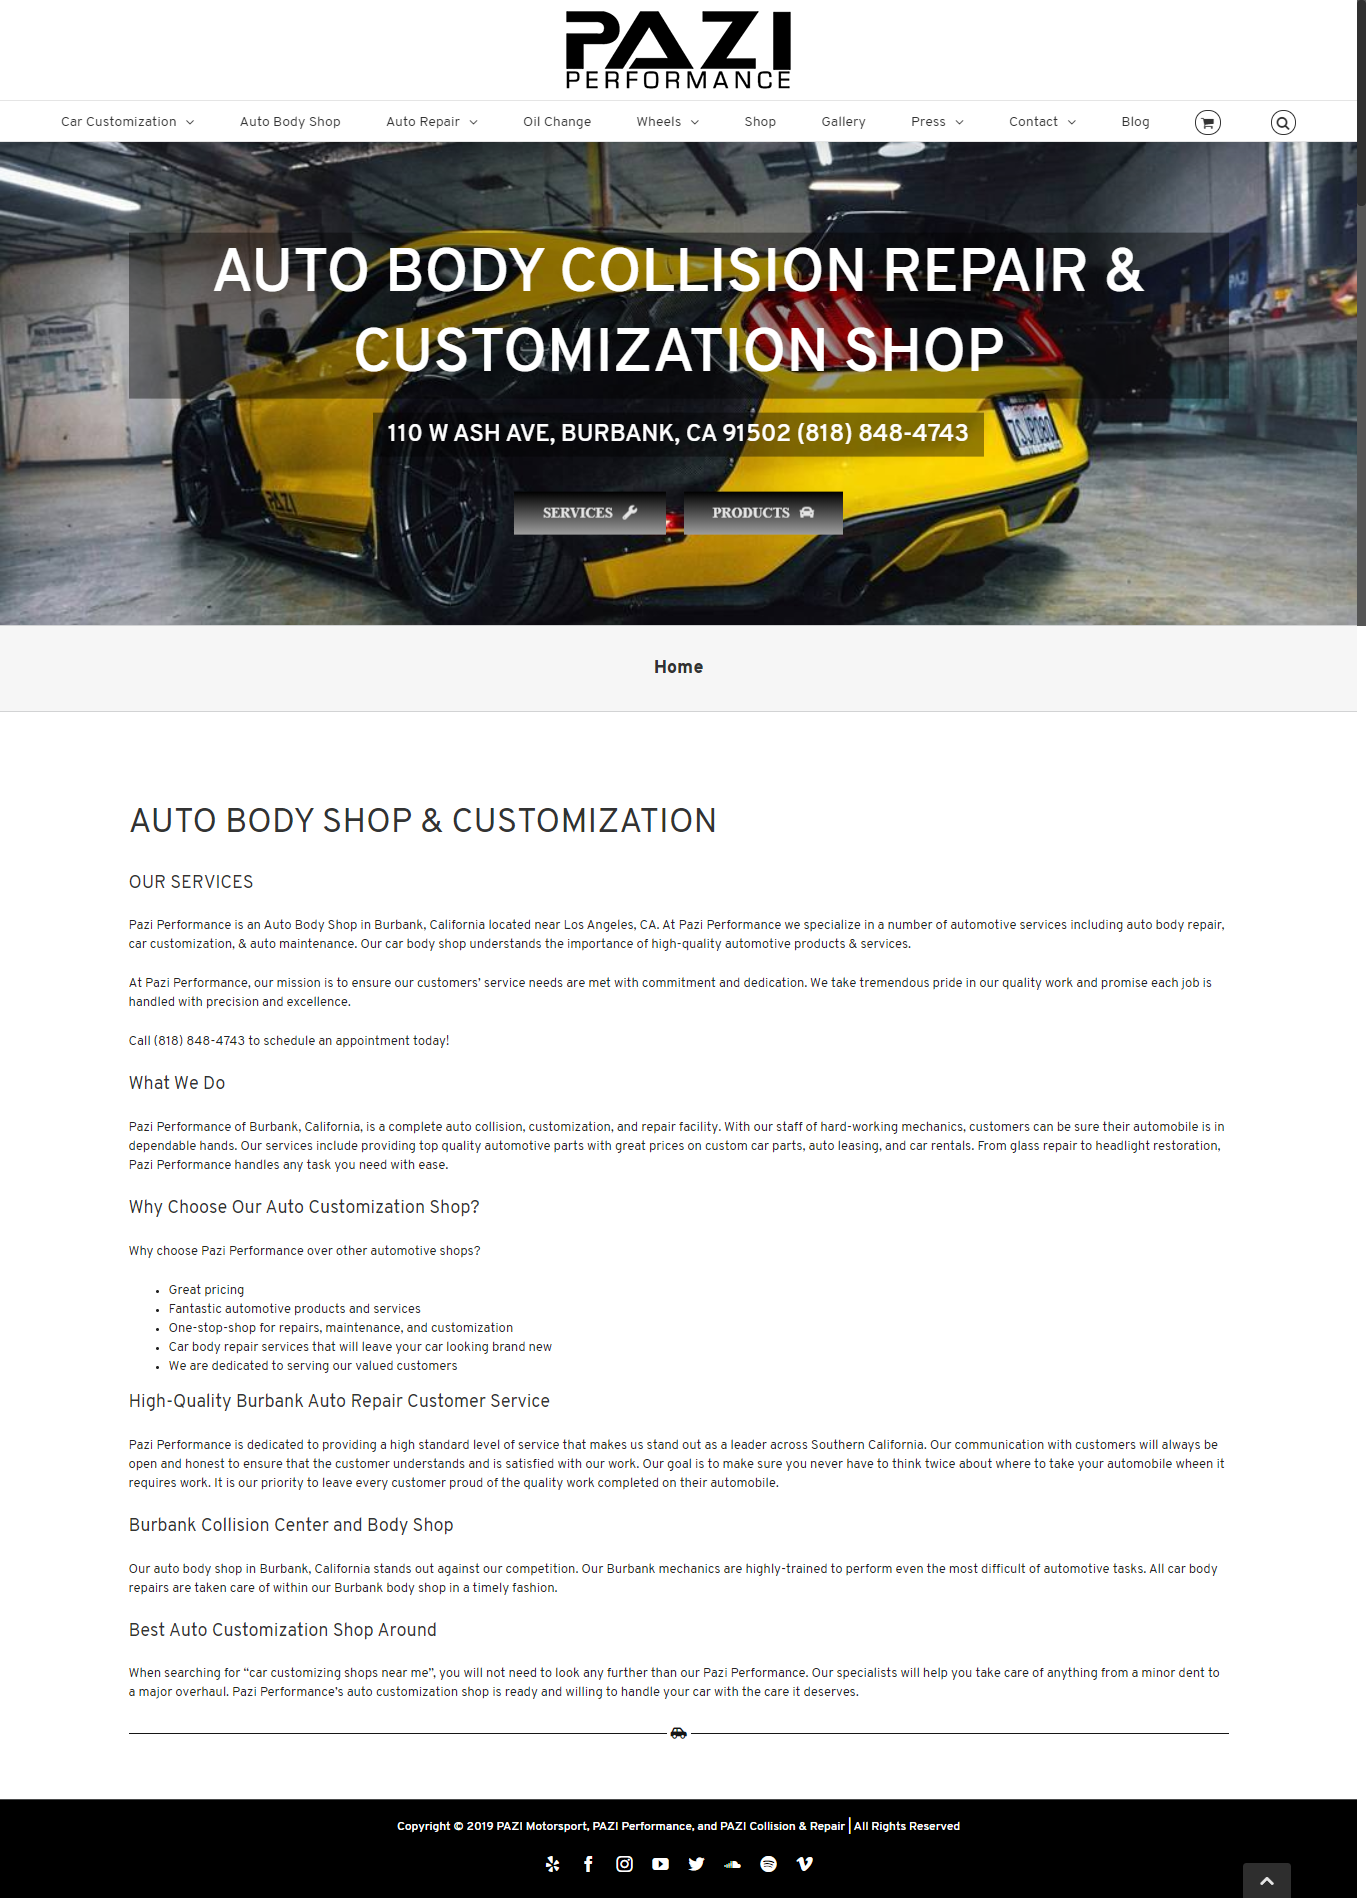 PAZI
PERFORMANCE
Car Customization Auto Body Shop Auto Repair Oil Change Wheels Shop Gallery Press Contact Blog
AUTO BODY COLLISION REPAIR &
CUSTOMIZATION SHOP
110 W ASH AVE, BURBANK, CA 91502 (818) 848-4743
PAZI
SERVICES PRODUCTS
Home
AUTO BODY SHOP & CUSTOMIZATION
OUR SERVICES
Pazi Performance is an Auto Body Shop in Burbank, California located near Los Angeles, CA. At Pazi Performance we specialize in a number of automotive services including auto body repair,
car customization, & auto maintenance. Our car body shop understands the importance of high-quality automotive products & services.
At Pazi Performance, our mission is to ensure our customers’ service needs are met with commitment and dedication. We take tremendous pride in our quality work and promise each job is
handled with precision and excellence.
Call (818) 848-4743 to schedule an appointment today!
What We Do
Pazi Performance of Burbank, California, is a complete auto collision, customization, and repair facility. With our staff of hard-working mechanics, customers can be sure their automobile is in
dependable hands. Our services include providing top quality automotive parts with great prices on custom car parts, auto leasing, and car rentals. From glass repair to headlight restoration,
Pazi Performance handles any task you need with ease.
Why Choose Our Auto Customization Shop?
Why choose Pazi Performance over other automotive shops?
• Great pricing
• Fantastic automotive products and services
• One-stop-shop for repairs, maintenance, and customization
• Car body repair services that will leave your car looking brand new
• We are dedicated to serving our valued customers
High-Quality Burbank Auto Repair Customer Service
Pazi Performance is dedicated to providing a high standard level of service that makes us stand out as a leader across Southern California. Our communication with customers will always be
open and honest to ensure that the customer understands and is satisfied with our work. Our goal is to make sure you never have to think twice about where to take your automobile wheen it
requires work. It is our priority to leave every customer proud of the quality work completed on their automobile.
Burbank Collision Center and Body Shop
Our auto body shop in Burbank, California stands out against our competition. Our Burbank mechanics are highly-trained to perform even the most difficult of automotive tasks. All car body
repairs are taken care of within our Burbank body shop in a timely fashion.
Best Auto Customization Shop Around
When searching for “car customizing shops near me”, you will not need to look any further than our Pazi Performance. Our specialists will help you take care of anything from a minor dent to
a major overhaul. Pazi Performance’s auto customization shop is ready and willing to handle your car with the care it deserves.
Copyright © 2019 PAZI Motorsport, PAZI Performance, and PAZI Collision & Repair | All Rights Reserved